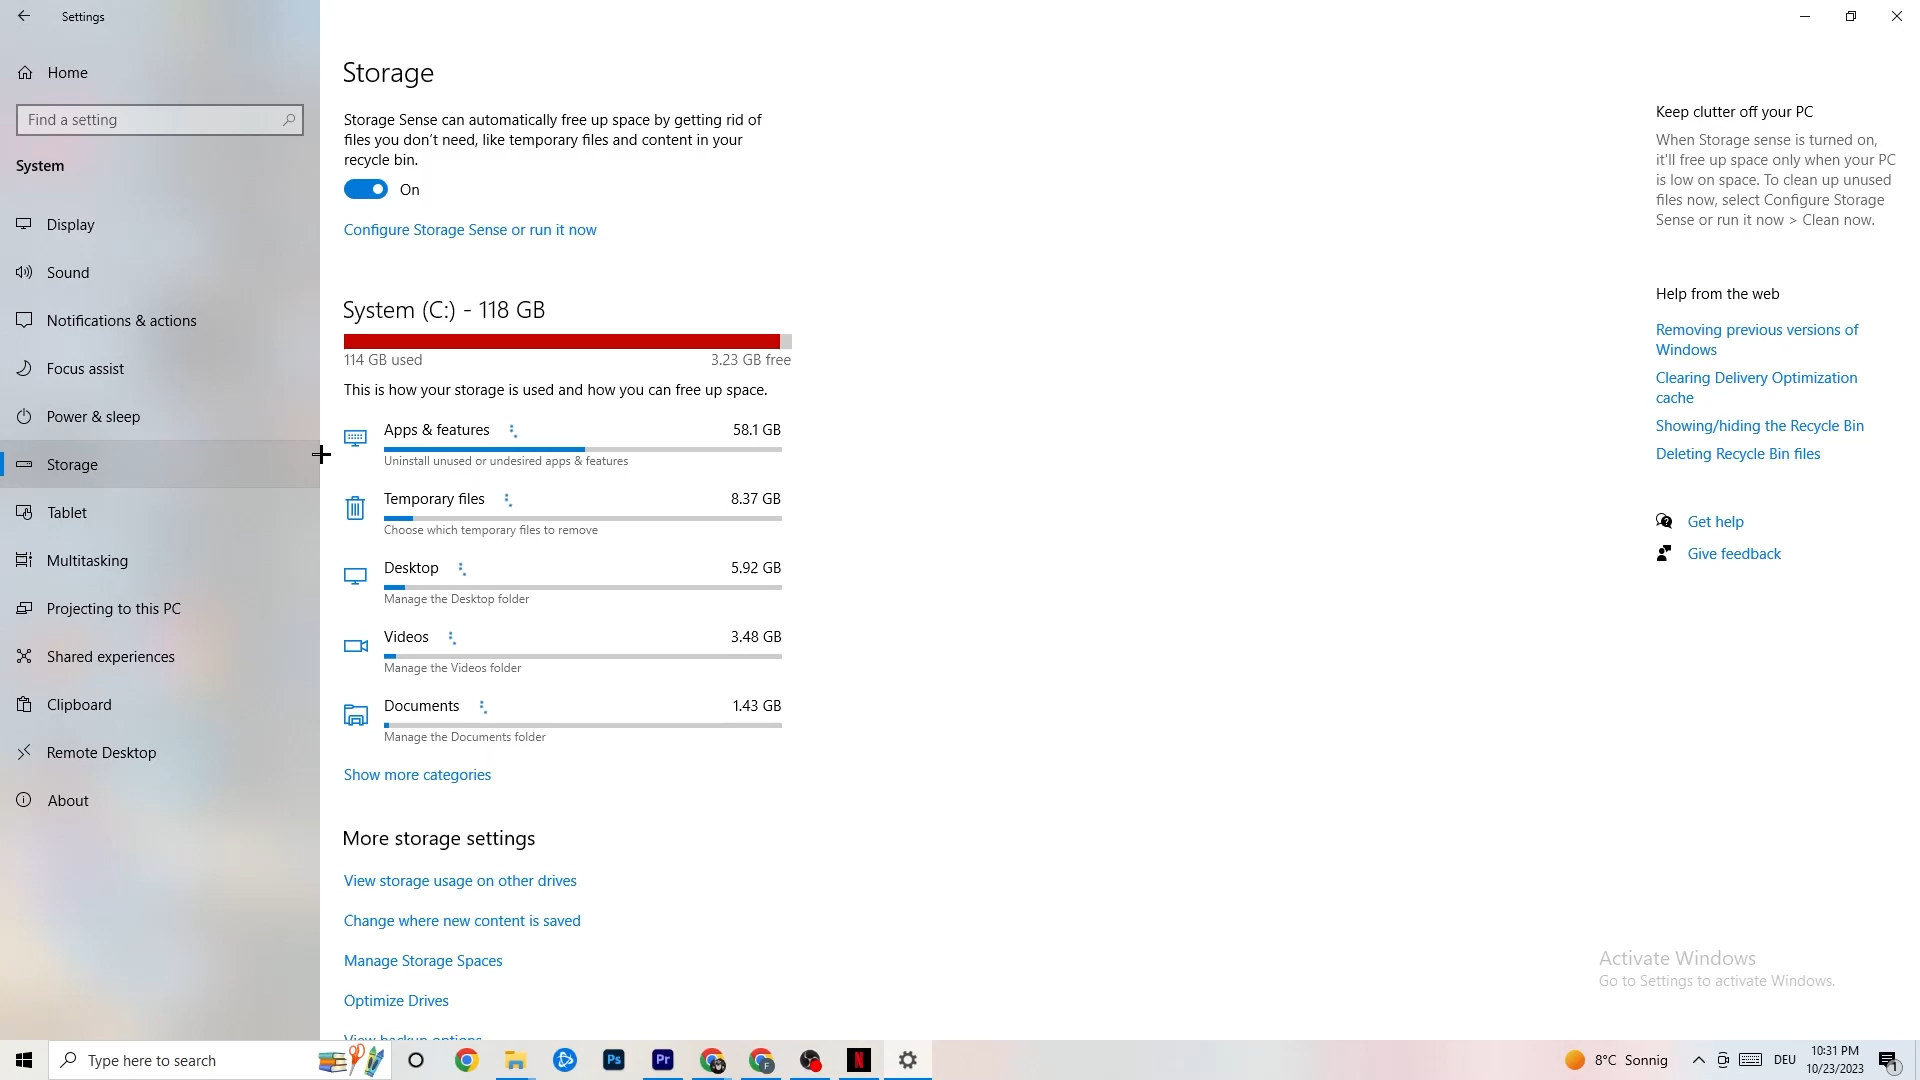 Settings
Home
Find a setting
System
Display
Sound
Notifications & actions
Focus assist
Power & sleep
Storage
Tablet
Multitasking
Projecting to this PC
Shared experiences
Clipboard
Remote Desktop
About
Storage
Storage Sense can automatically free up space by getting rid of
files you don't need, like temporary files and content in your
recycle bin.
On
Configure Storage Sense or run it now
System (C:) - 118 GB
114 GB used 3.23 GB free
This is how your storage is used and how you can free up space.
Apps & features 58.1 GB
Uninstall unused or undesired apps & features
Temporary files 8.37 GB
Choose which temporary files to remove
Desktop 5.92 GB
Manage the Desktop folder
Videos 3.48 GB
Manage the Videos folder
Documents 1.43 GB
Manage the Documents folder
Show more categories
More storage settings
View storage usage on other drives
Change where new content is saved
Manage Storage Spaces
Optimize Drives
View backup options
Keep clutter off your PC
When Storage sense is turned on,
it'll free up space only when your PC
is low on space. To clean up unused
files now, select Configure Storage
Sense or run it now > Clean now.
Help from the web
Removing previous versions of
Windows
Clearing Delivery Optimization
cache
Showing/hiding the Recycle Bin
Deleting Recycle Bin files
Get help
Give feedback
Activate Windows
Go to Settings to activate Windows.
Type here to search
Ps
Pr
F
N
8°C Sonnig
DEU
10:31 PM
10/23/2023
1